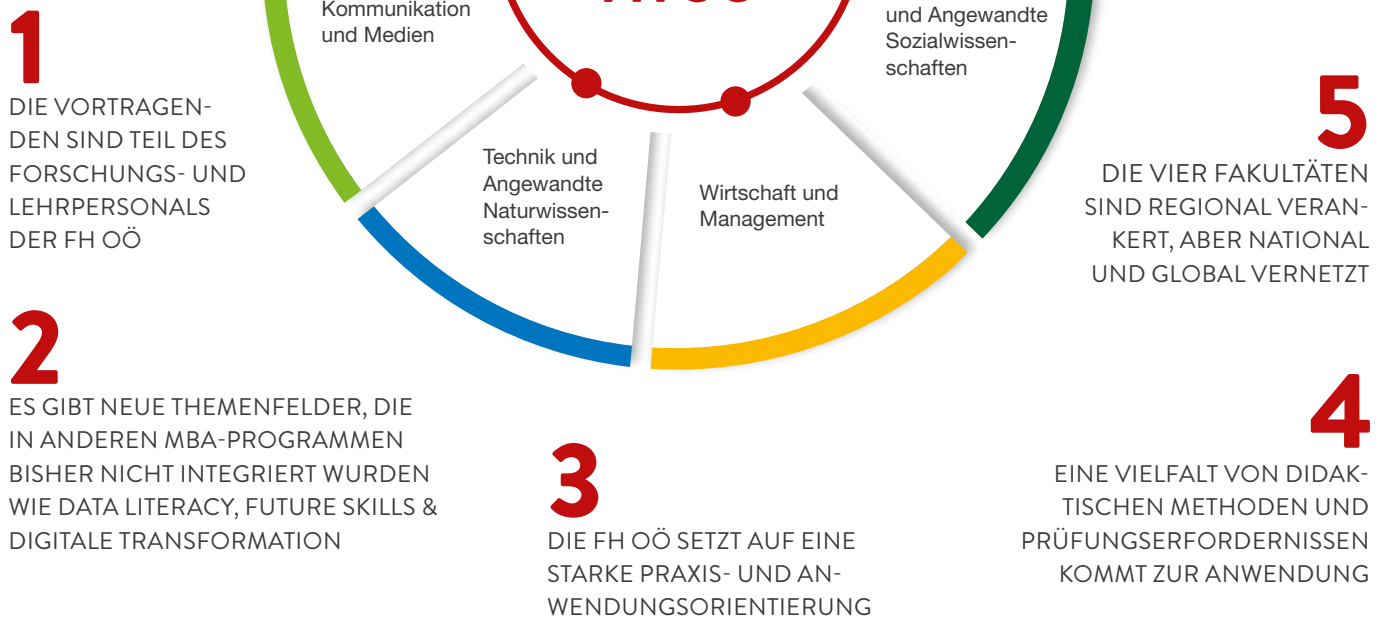 Kommunikation
und Medien
und Angewandte
Sozialwissen-
schaften
Technik und
Angewandte
Naturwissen-
schaften
Wirtschaft und
Management
1
DIE VORTRAGEN-
DEN SIND TEIL DES
FORSCHUNGS- UND
LEHRPERSONALS
DER FH OÖ
2
ES GIBT NEUE THEMENFELDER, DIE
IN ANDEREN MBA-PROGRAMMEN
BISHER NICHT INTEGRIERT WURDEN
WIE DATA LITERACY, FUTURE SKILLS &
DIGITALE TRANSFORMATION
3
DIE FH OÖ SETZT AUF EINE
STARKE PRAXIS- UND AN-
WENDUNGSORIENTIERUNG
4
EINE VIELFALT VON DIDAK-
TISCHEN METHODEN UND
PRÜFUNGSERFORDERNISSEN
KOMMT ZUR ANWENDUNG
5
DIE VIER FAKULTÄTEN
SIND REGIONAL VERAN-
KERT, ABER NATIONAL
UND GLOBAL VERNETZT